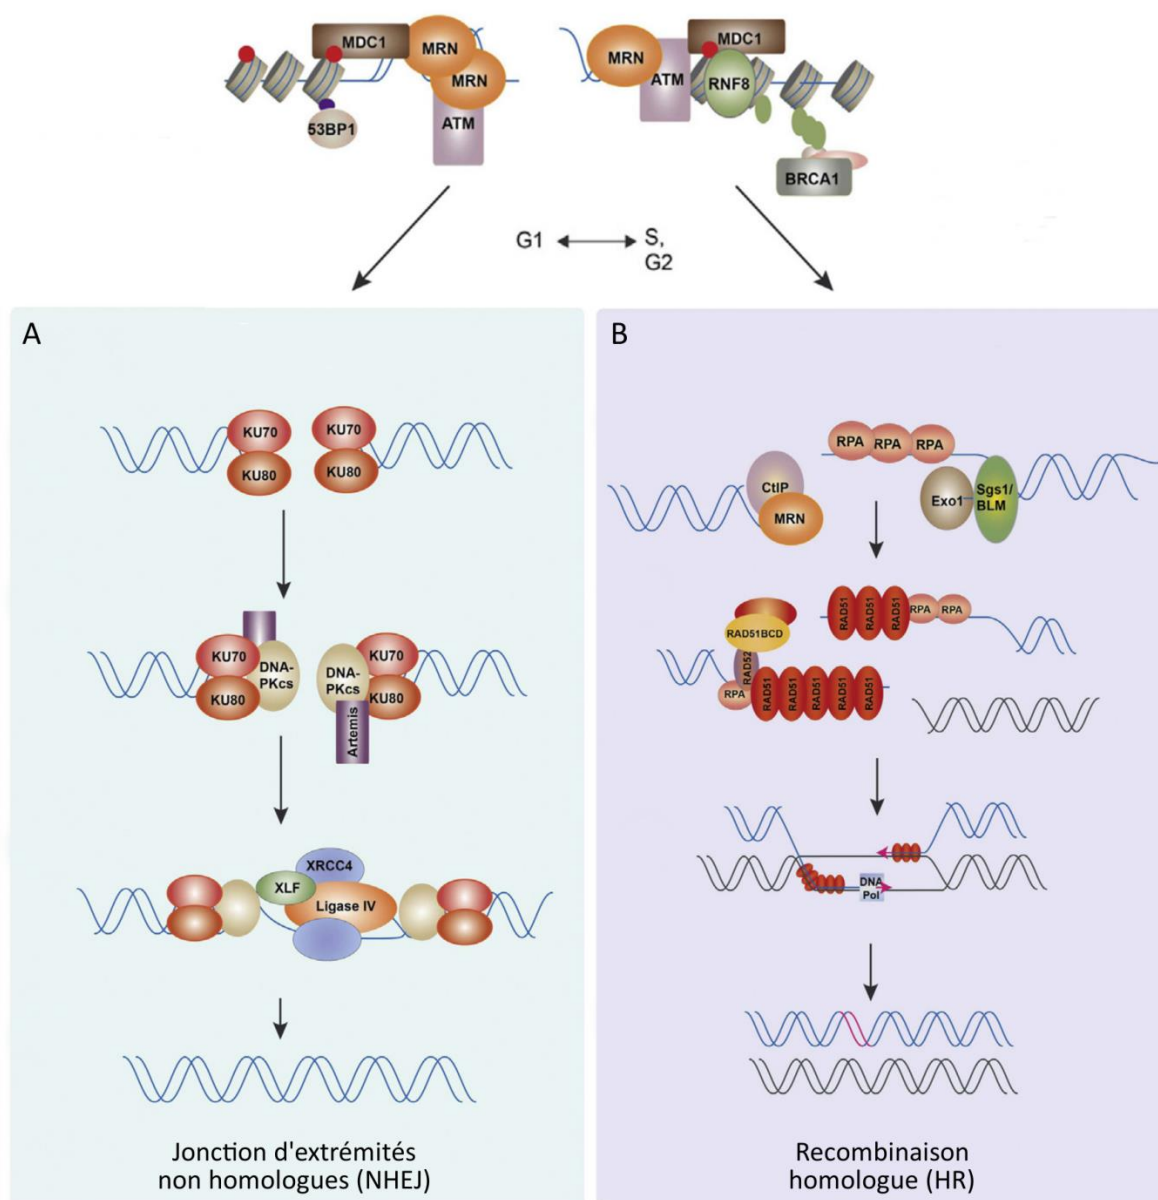 MDC1
MRN
MRN
ATM
53BP1
MDC1
MRN
ATM
RNF8
BRCA1
G1
S,
G2
A
KU70
KU80
KU70
KU80
KU70
KU80
DNA-
PKcs
DNA-
PKcs
KU70
KU80
Artemis
XRCC4
XLF
Ligase IV
Jonction d'extrémités
non homologues (NHEJ)
B
RPA
RPA
RPA
CtIP
MRN
Exo1
Sgs1/
BLM
RAD51
RAD51
RAD51
RPA
RPA
RAD51BCD
RAD52
RPA
RAD51
RAD51
RAD51
RAD51
RAD51
DNA
Pol
Recombinaison
homologue (HR)